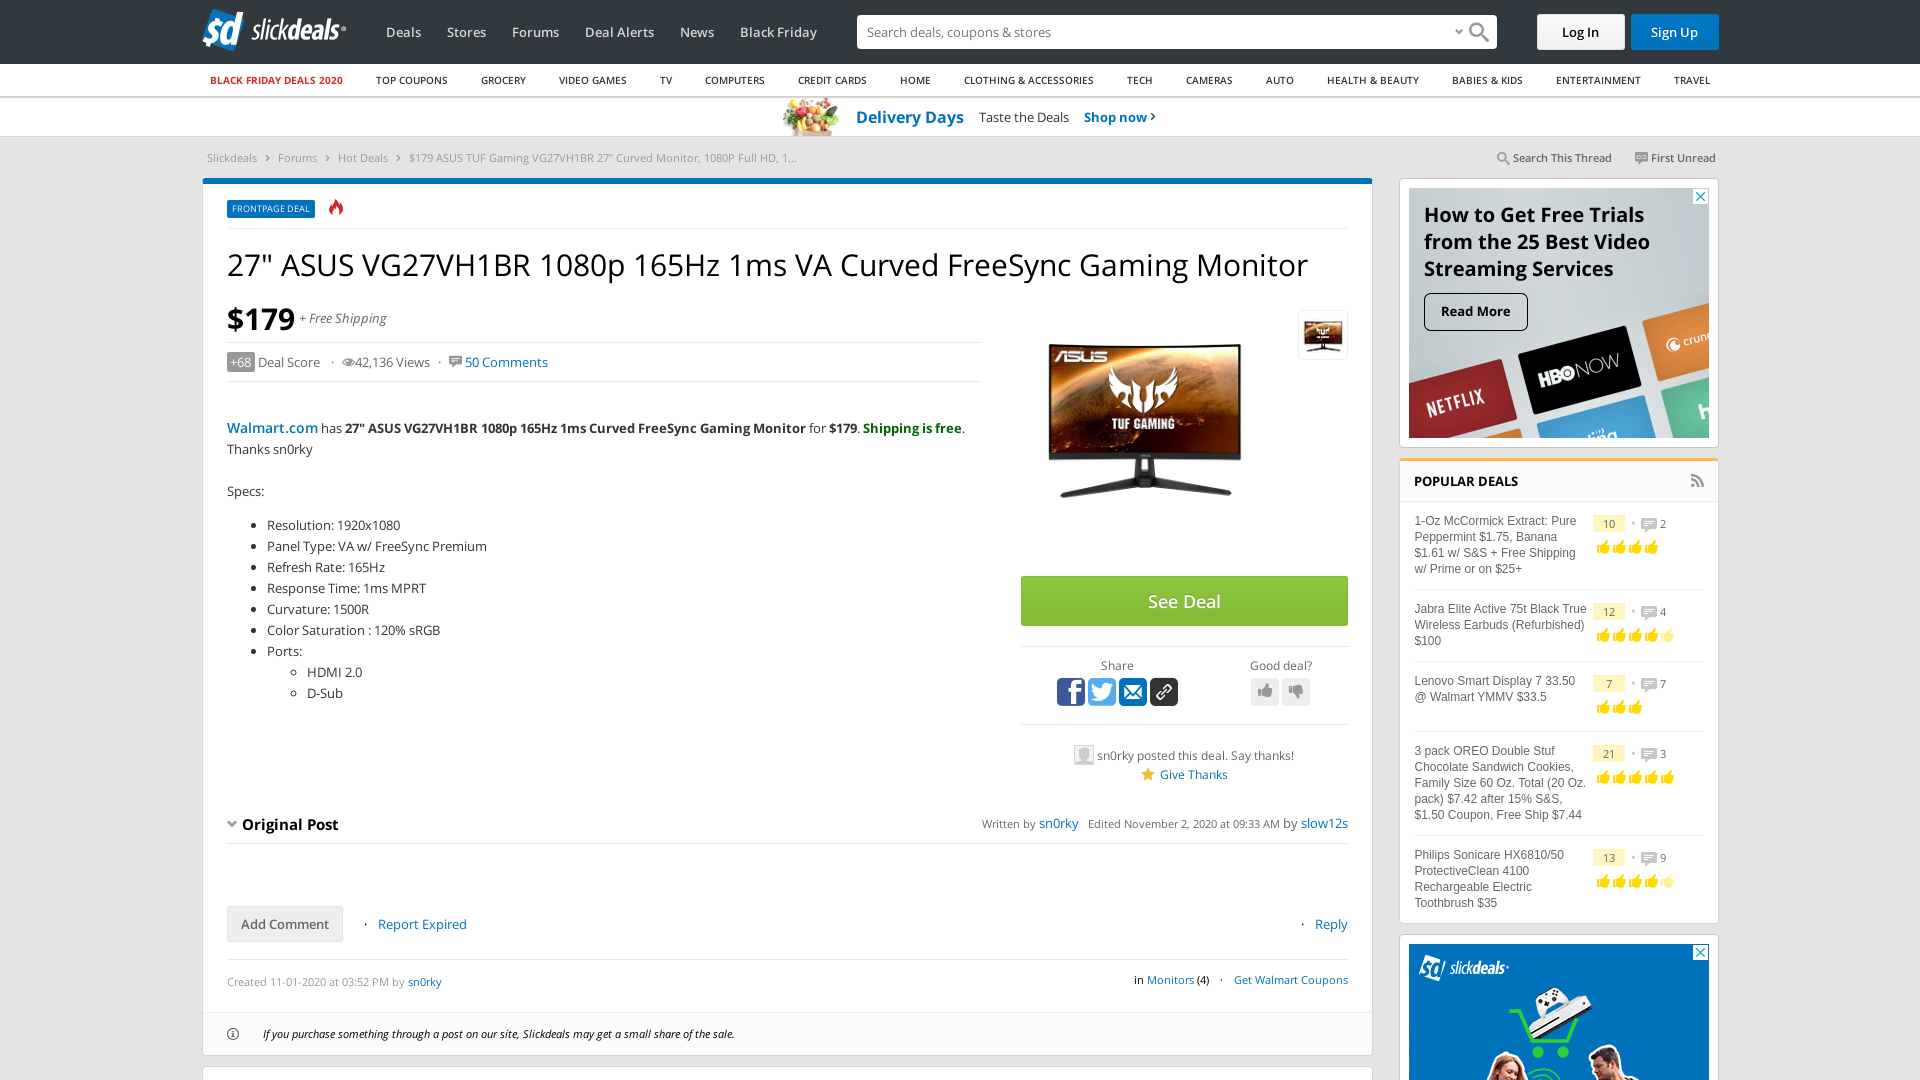 slickdeals
Deals
Stores
Forums
Deal Alerts
News
Black Friday
Search deals, coupons & stores
Log In
Sign Up
BLACK FRIDAY DEALS 2020
TOP COUPONS
GROCERY
VIDEO GAMES
TV
COMPUTERS
CREDIT CARDS
HOME
CLOTHING & ACCESSORIES
TECH
CAMERAS
AUTO
HEALTH & BEAUTY
BABIES & KIDS
ENTERTAINMENT
TRAVEL
Delivery Days Taste the Deals Shop now
Slickdeals > Forums > Hot Deals > $179 ASUS TUF Gaming VG27VH1BR 27” Curved Monitor, 1080P Full HD, 1...
Search This Thread
First Unread
FRONTPAGE DEAL
27" ASUS VG27VH1BR 1080p 165Hz 1ms VA Curved FreeSync Gaming Monitor
$179 + Free Shipping
+68 Deal Score · 42,136 Views · 50 Comments
Walmart.com has 27" ASUS VG27VH1BR 1080p 165Hz 1ms Curved FreeSync Gaming Monitor for $179. Shipping is free.
Thanks sn0rky
Specs:
• Resolution: 1920x1080
• Panel Type: VA w/ FreeSync Premium
• Refresh Rate: 165Hz
• Response Time: 1ms MPRT
• Curvature: 1500R
• Color Saturation : 120% sRGB
• Ports:
◦ HDMI 2.0
◦ D-Sub
ASUS
TUF GAMING
See Deal
Share
Good deal?
sn0rky posted this deal. Say thanks!
Give Thanks
Original Post
Written by sn0rky Edited November 2, 2020 at 09:33 AM by slow12s
Add Comment · Report Expired
· Reply
Created 11-01-2020 at 03:52 PM by sn0rky
in Monitors (4) · Get Walmart Coupons
If you purchase something through a post on our site, Slickdeals may get a small share of the sale.
How to Get Free Trials
from the 25 Best Video
Streaming Services
Read More
NETFLIX
HBO NOW
POPULAR DEALS
1-Oz McCormick Extract: Pure
Peppermint $1.75, Banana
$1.61 w/ S&S + Free Shipping
w/ Prime or on $25+
10 • 2
Jabra Elite Active 75t Black True
Wireless Earbuds (Refurbished)
$100
12 • 4
Lenovo Smart Display 7 33.50
@ Walmart YMMV $33.5
7 • 7
3 pack OREO Double Stuf
Chocolate Sandwich Cookies,
Family Size 60 Oz. Total (20 Oz.
pack) $7.42 after 15% S&S,
$1.50 Coupon, Free Ship $7.44
21 • 3
Philips Sonicare HX6810/50
ProtectiveClean 4100
Rechargeable Electric
Toothbrush $35
13 • 9
slickdeals